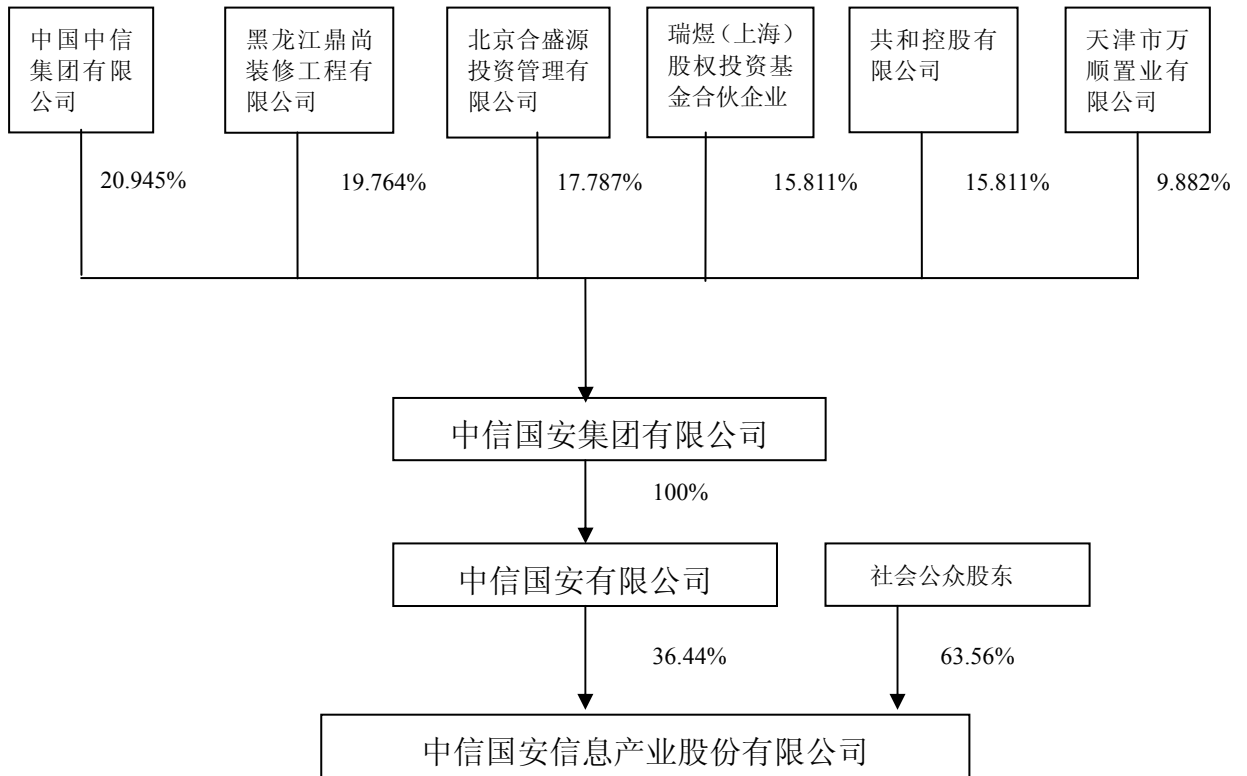 中国中信
集团有限
公司
黑龙江鼎尚
装修工程有
限公司
北京合盛源
投资管理有
限公司
瑞煜（上海）
股权投资基
金合伙企业
共和控股有
限公司
天津市万
顺置业有
限公司
20.945%
19.764%
17.787%
15.811%
15.811%
9.882%
中信国安集团有限公司
100%
中信国安有限公司
社会公众股东
36.44%
63.56%
中信国安信息产业股份有限公司